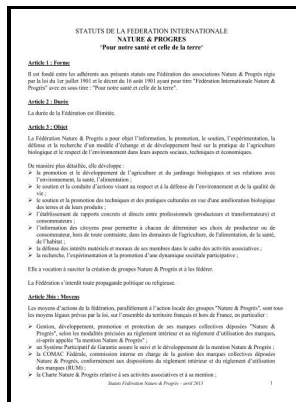 STATUTS DE LA FEDERATION INTERNATIONALE
NATURE & PROGRES
"Pour notre santé et celle de la terre"
Article 1 : Forme
Il est fondé entre les adhérents aux présents statuts une Fédération des associations Nature & Progrès régie
par la loi du 1er juillet 1901 et le décret du 16 août 1901 ayant pour titre "Fédération Internationale Nature &
Progrès" avec en sous titre : "Pour notre santé et celle de la terre".
Article 2 : Durée
La durée de la Fédération est illimitée.
Article 3 : Objet
La Fédération Nature & Progrès a pour objet l'information, la promotion, le soutien, l'expérimentation, la
défense et la recherche d'un modèle d'échange et de développement basé sur la pratique de l'agriculture
biologique et le respect de l'environnement dans leurs aspects sociaux, techniques et économiques.
De manière plus détaillée, elle développe :
➢ la promotion et le développement de l'agriculture et du jardinage biologiques et ses relations avec
l'environnement, la santé, l'alimentation ;
➢ le soutien et la conduite d'actions visant au respect et à la défense de l'environnement et de la qualité de
vie ;
➢ le soutien et la promotion des techniques et des pratiques culturales en vue d'une amélioration biologique
des terres et de leurs produits ;
➢ l'établissement de rapports concrets et directs entre professionnels (producteurs et transformateurs) et
consommateurs ;
➢ l'information des citoyens pour permettre à chacun de déterminer ses choix de producteur ou de
consommateur, hors de toute contrainte, dans les domaines de l'agriculture, de l'alimentation, de la santé,
de l'habitat ;
➢ la défense des intérêts matériels et moraux de ses membres dans le cadre des activités associatives ;
➢ la recherche, l'expérimentation et la promotion d'une dynamique sociétale participative ;
Elle a vocation à susciter la création de groupes Nature & Progrès et à les fédérer.
La Fédération s'interdit toute propagande politique ou religieuse.
Article 3bis : Moyens
Les moyens d'actions de la fédération, parallèlement à l'action locale des groupes "Nature & Progrès", sont tous
les moyens légaux prévus par la loi, sur l'ensemble du territoire français et hors de France, en particulier :
➢ Gestion, développement, promotion et protection de ses marques collectives déposées "Nature &
Progrès", selon les modalités précisées au règlement intérieur et au règlement d'utilisation des marques,
ci-après appelée "la mention Nature & Progrès" ;
➢ un Système Participatif de Garantie assure le suivi et le développement de la mention Nature & Progrès ;
➢ la COMAC Fédérale, commission interne en charge de la gestion des marques collectives déposées
Nature & Progrès, conformément aux dispositions du règlement intérieur et du règlement d'utilisation
des marques (RUM) ;
➢ la Charte Nature & Progrès relative à ses activités associatives et à sa mention ;
Statuts Fédération Nature & Progrès - avril 2013 1